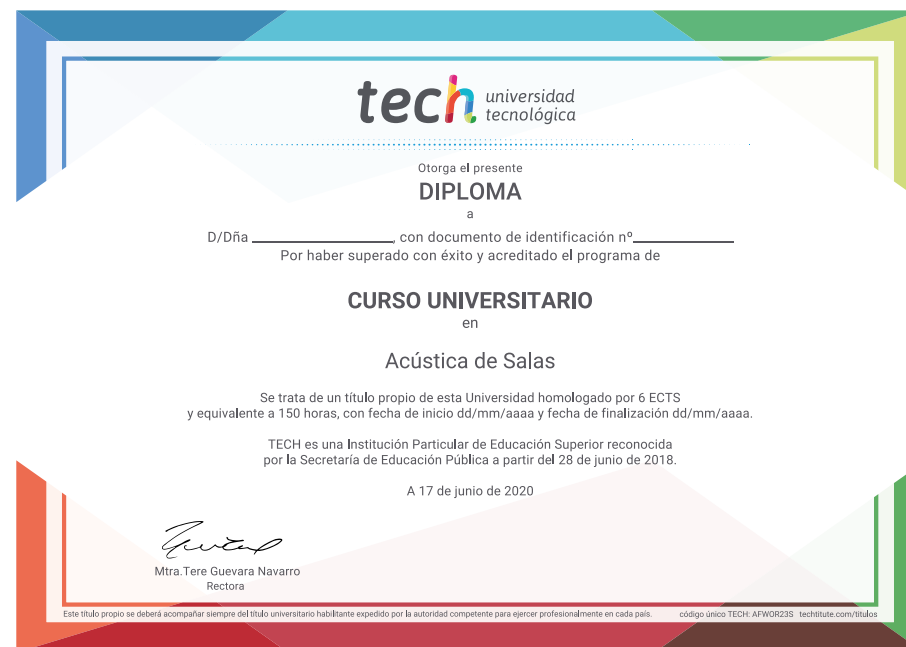 tech universidad
tecnológica
Otorga el presente
DIPLOMA
a
D/Dña ____________________, con documento de identificación nº______________
Por haber superado con éxito y acreditado el programa de
CURSO UNIVERSITARIO
en
Acústica de Salas
Se trata de un título propio de esta Universidad homologado por 6 ECTS
y equivalente a 150 horas, con fecha de inicio dd/mm/aaaa y fecha de finalización dd/mm/aaaa.
TECH es una Institución Particular de Educación Superior reconocida
por la Secretaría de Educación Pública a partir del 28 de junio de 2018.
A 17 de junio de 2020
Mtra.Tere Guevara Navarro
Rectora
Este título propio se deberá acompañar siempre del título universitario habilitante expedido por la autoridad competente para ejercer profesionalmente en cada país. código único TECH: AFWOR23S techtitute.com/titulos